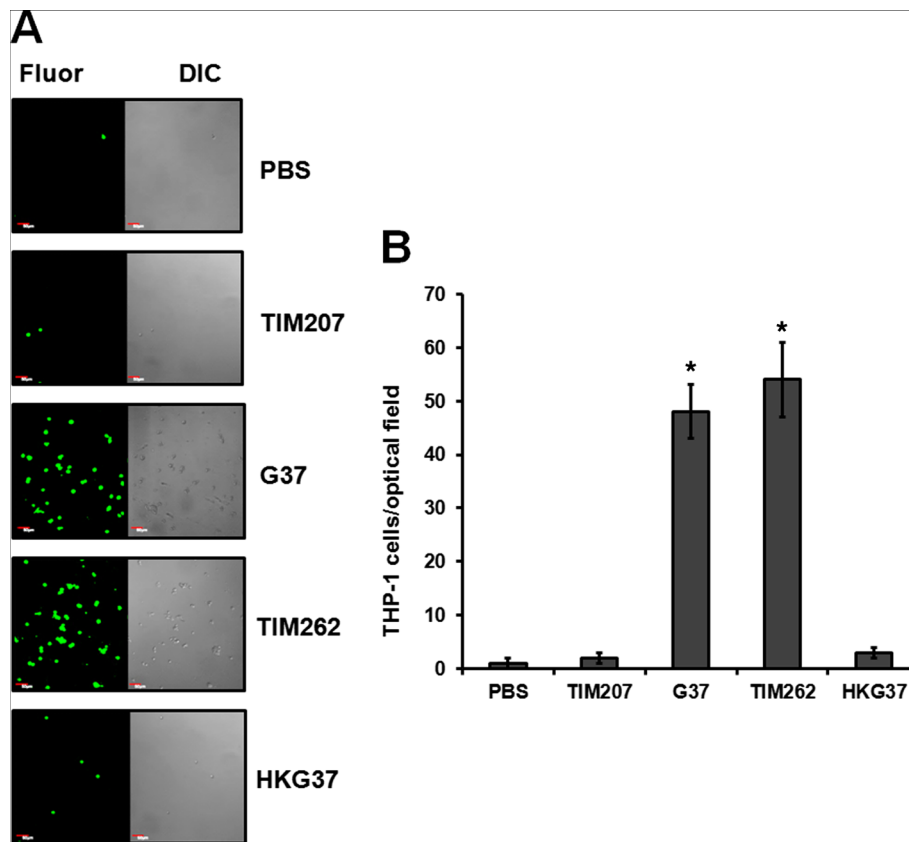 A
Fluor DIC
PBS
TIM207
G37
TIM262
HKG37
B
THP-1 cells/optical field
70
60
50
40
30
20
10
0
*
*
PBS TIM207 G37 TIM262 HKG37